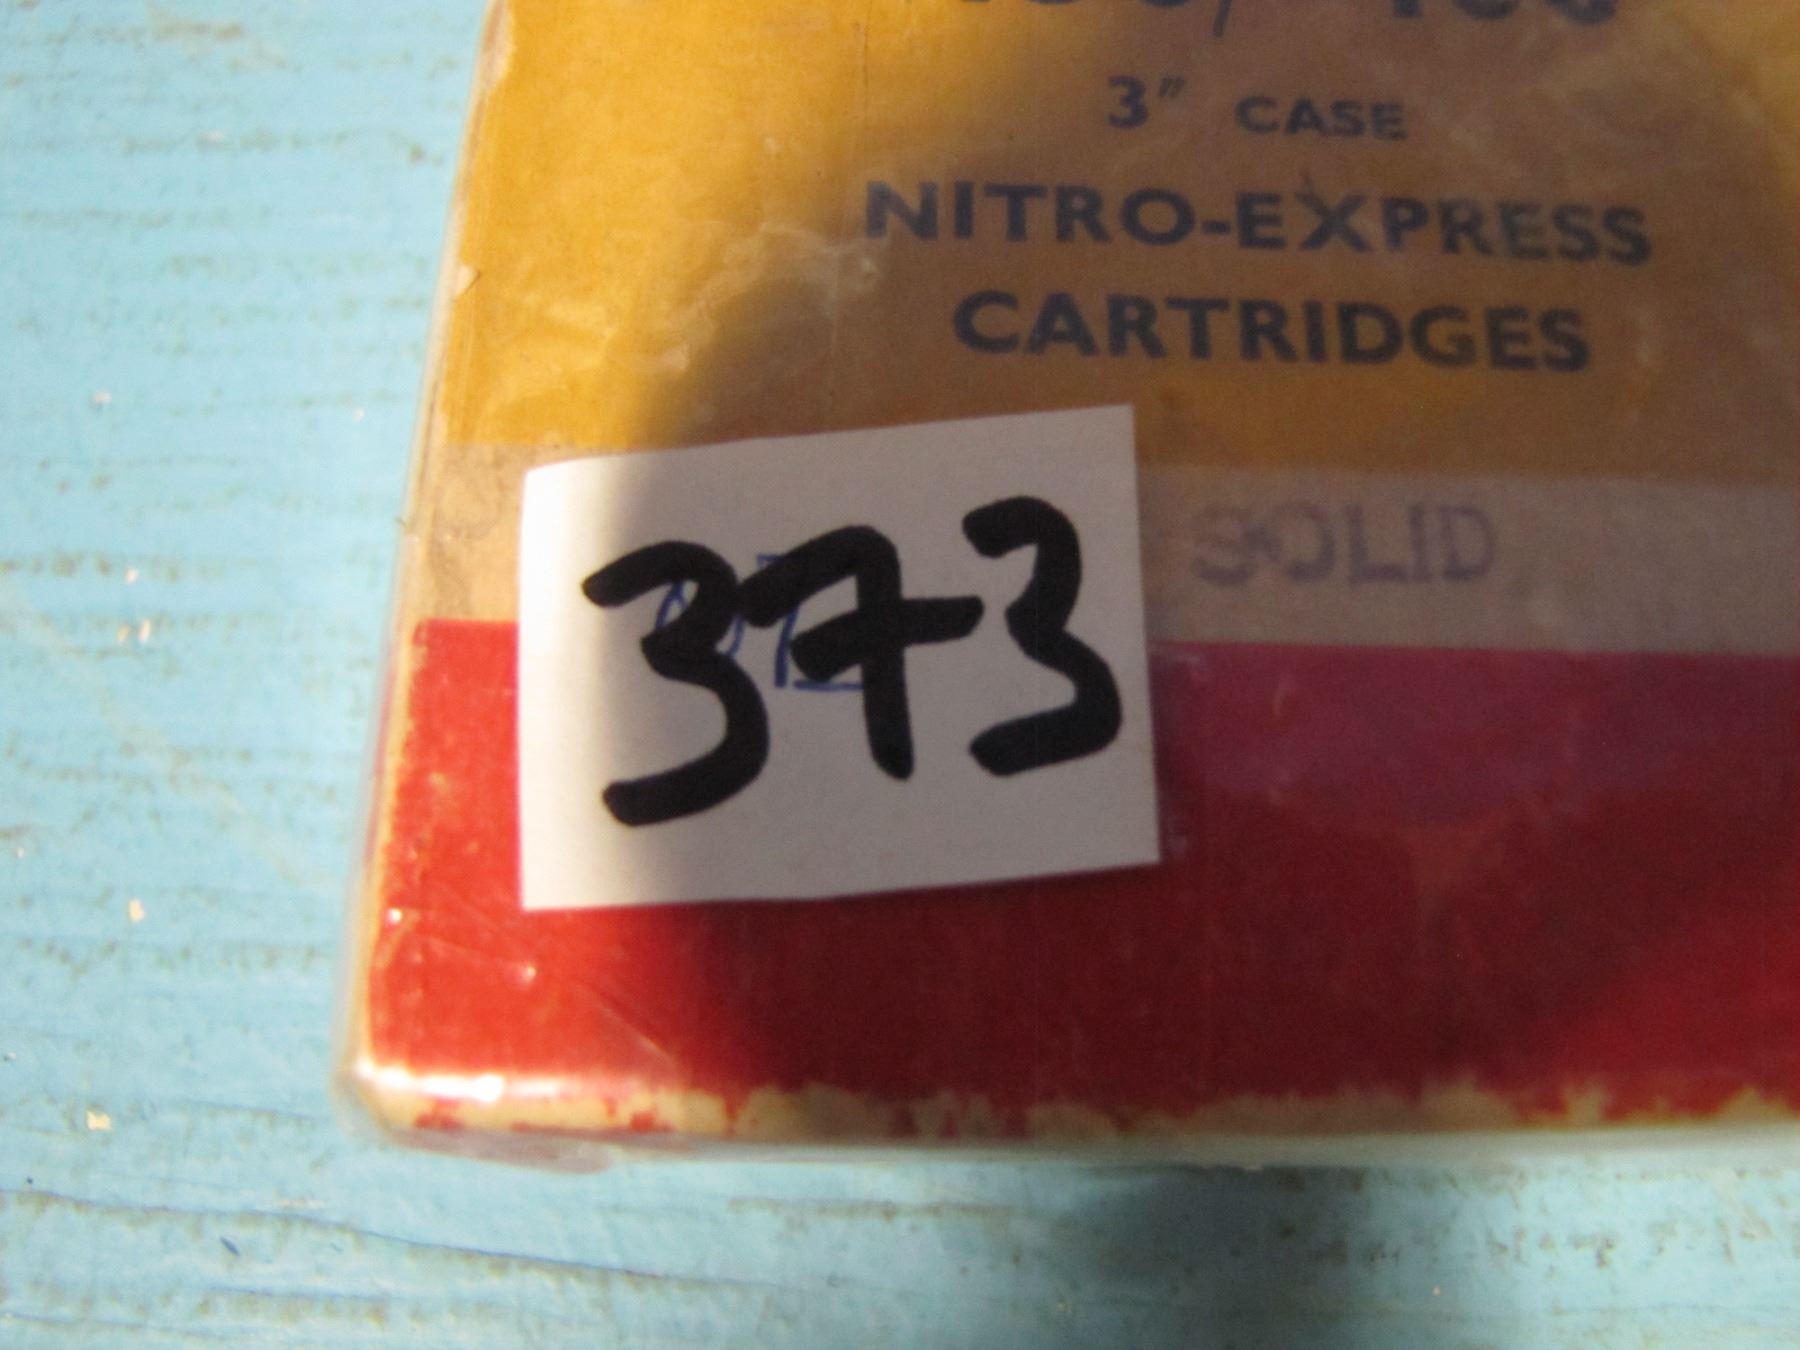 3" CASE
NITRO-EXPRESS
CARTRIDGES
SOLID
373